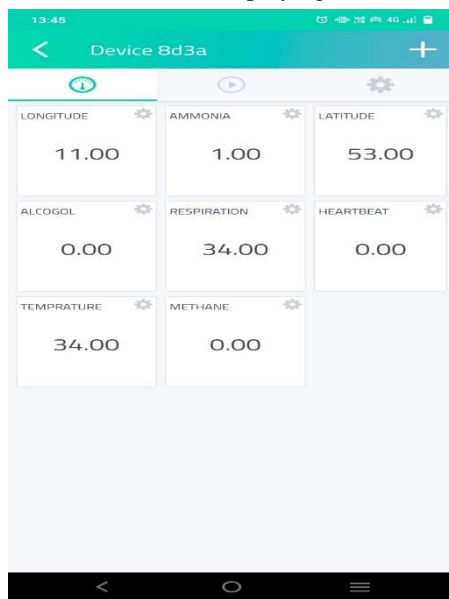 13:45 4G
Device 8d3a
LONGITUDE AMMONIA LATITUDE
11.00 1.00 53.00
ALCOGOL RESPIRATION HEARTBEAT
0.00 34.00 0.00
TEMPRATURE METHANE
34.00 0.00